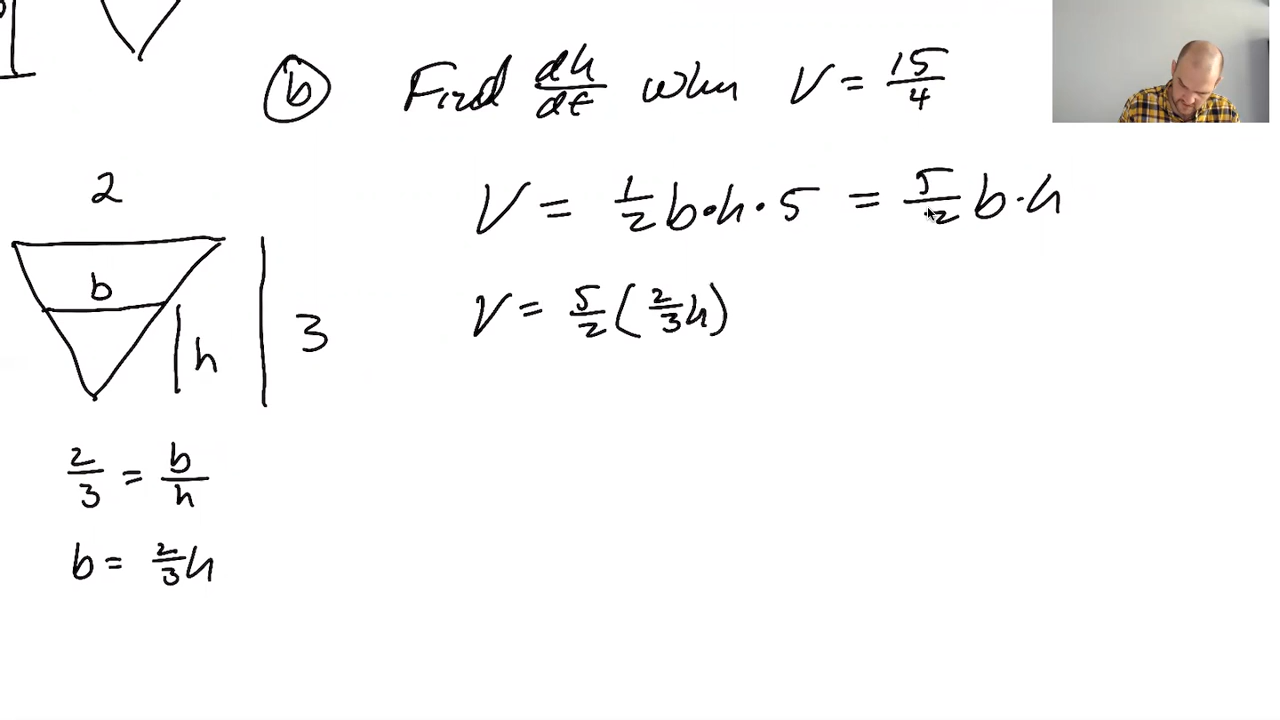 b Find dh/dt when V = 15/4
2
V = 1/2 b · h · 5 = 5/2 b · h
b
V = 5/2 ( 2/3 h )
3
h
2/3 = b/h
b = 2/3 h